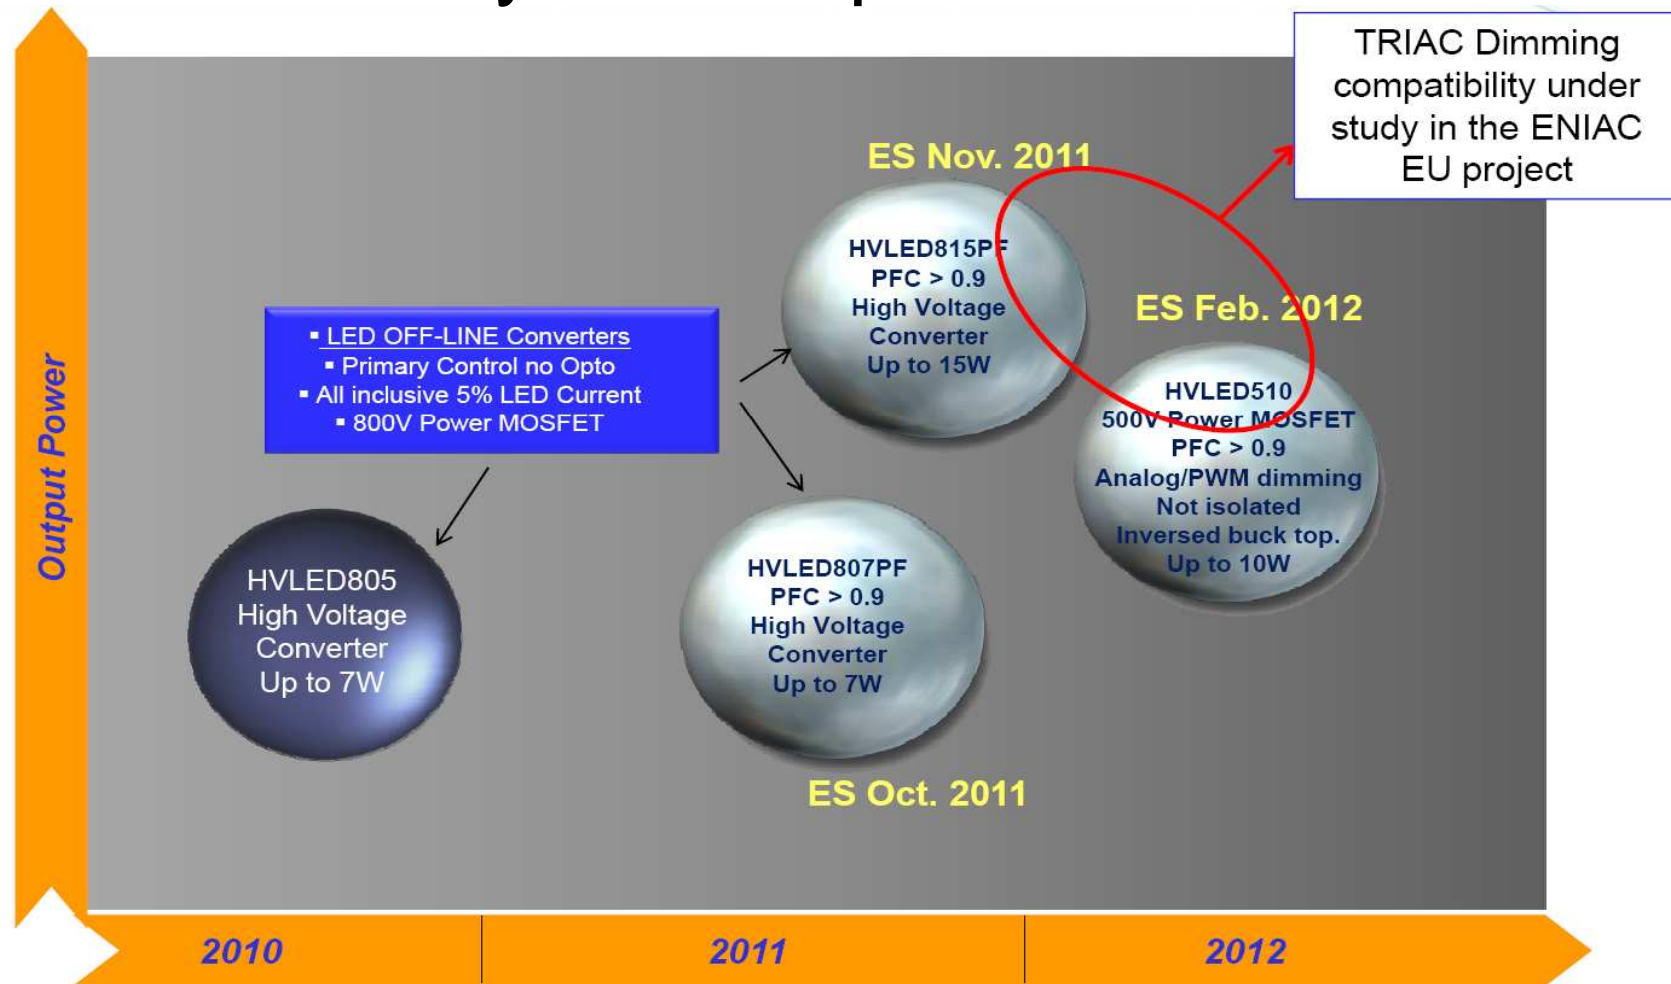 TRIAC Dimming
compatibility under
study in the ENIAC
EU project
ES Nov. 2011
HVLED815PF
PFC > 0.9
High Voltage
Converter
Up to 15W
ES Feb. 2012
HVLED510
500V Power MOSFET
PFC > 0.9
Analog/PWM dimming
Not isolated
Inversed buck top.
Up to 10W
▪ LED OFF-LINE Converters
▪ Primary Control no Opto
▪ All inclusive 5% LED Current
▪ 800V Power MOSFET
Output Power
HVLED805
High Voltage
Converter
Up to 7W
HVLED807PF
PFC > 0.9
High Voltage
Converter
Up to 7W
ES Oct. 2011
2010
2011
2012